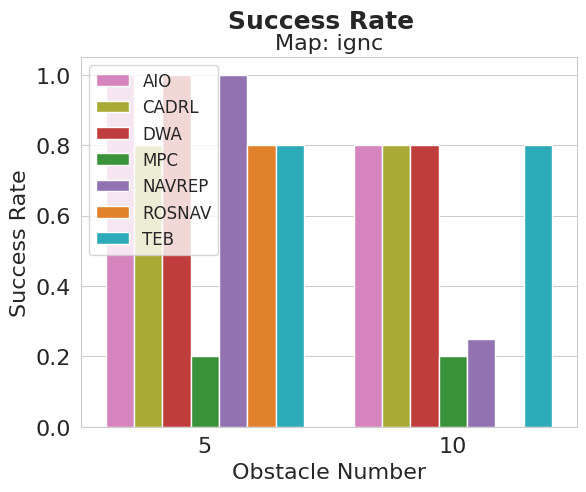 Success Rate
Map: ignc
1.0
0.8
0.6
0.4
0.2
0.0
Success Rate
AIO
CADRL
DWA
MPC
NAVREP
ROSNAV
TEB
5
10
Obstacle Number